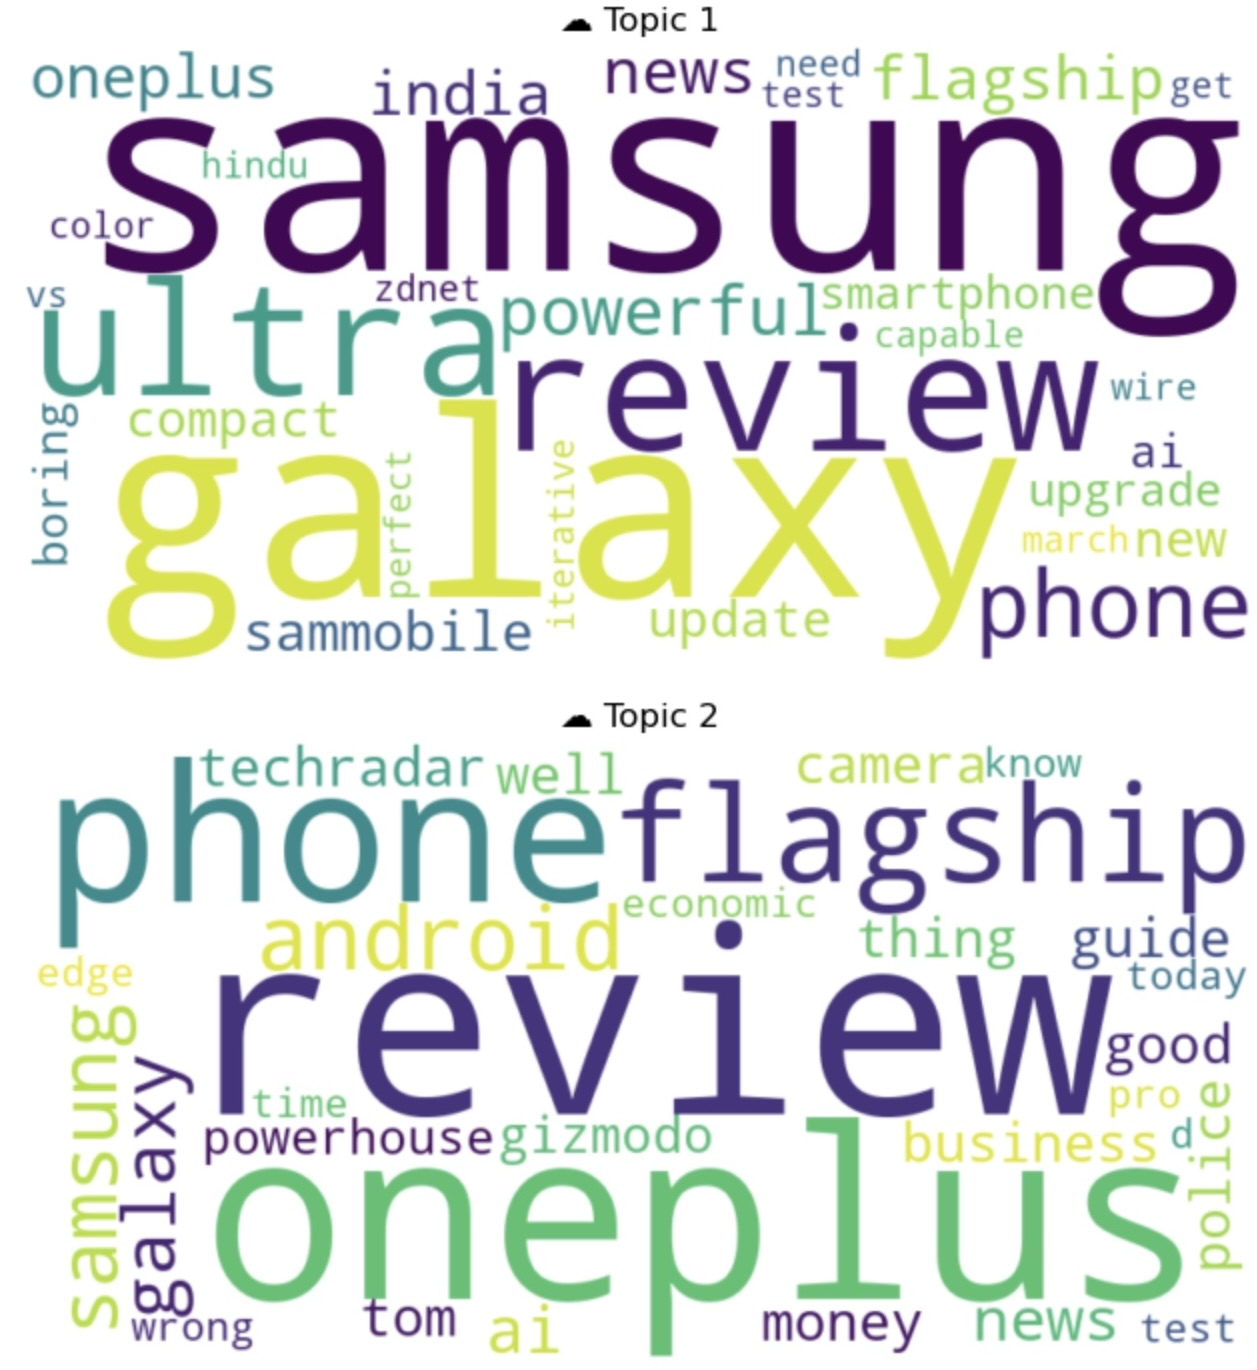 ☁ Topic 1
oneplus
india
news
need
test
flagship
get
samsung
hindu
color
vs
ultra
zdnet
powerful
smartphone
capable
review
wire
boring
compact
galaxy
perfect
iterative
ai
upgrade
march
new
sammobile
update
phone
☁ Topic 2
techradar
well
camera
know
phone
flagship
economic
android
thing
guide
today
edge
review
good
samsung
galaxy
time
pro
powerhouse
gizmodo
business
d
police
oneplus
wrong
tom
ai
money
news
test